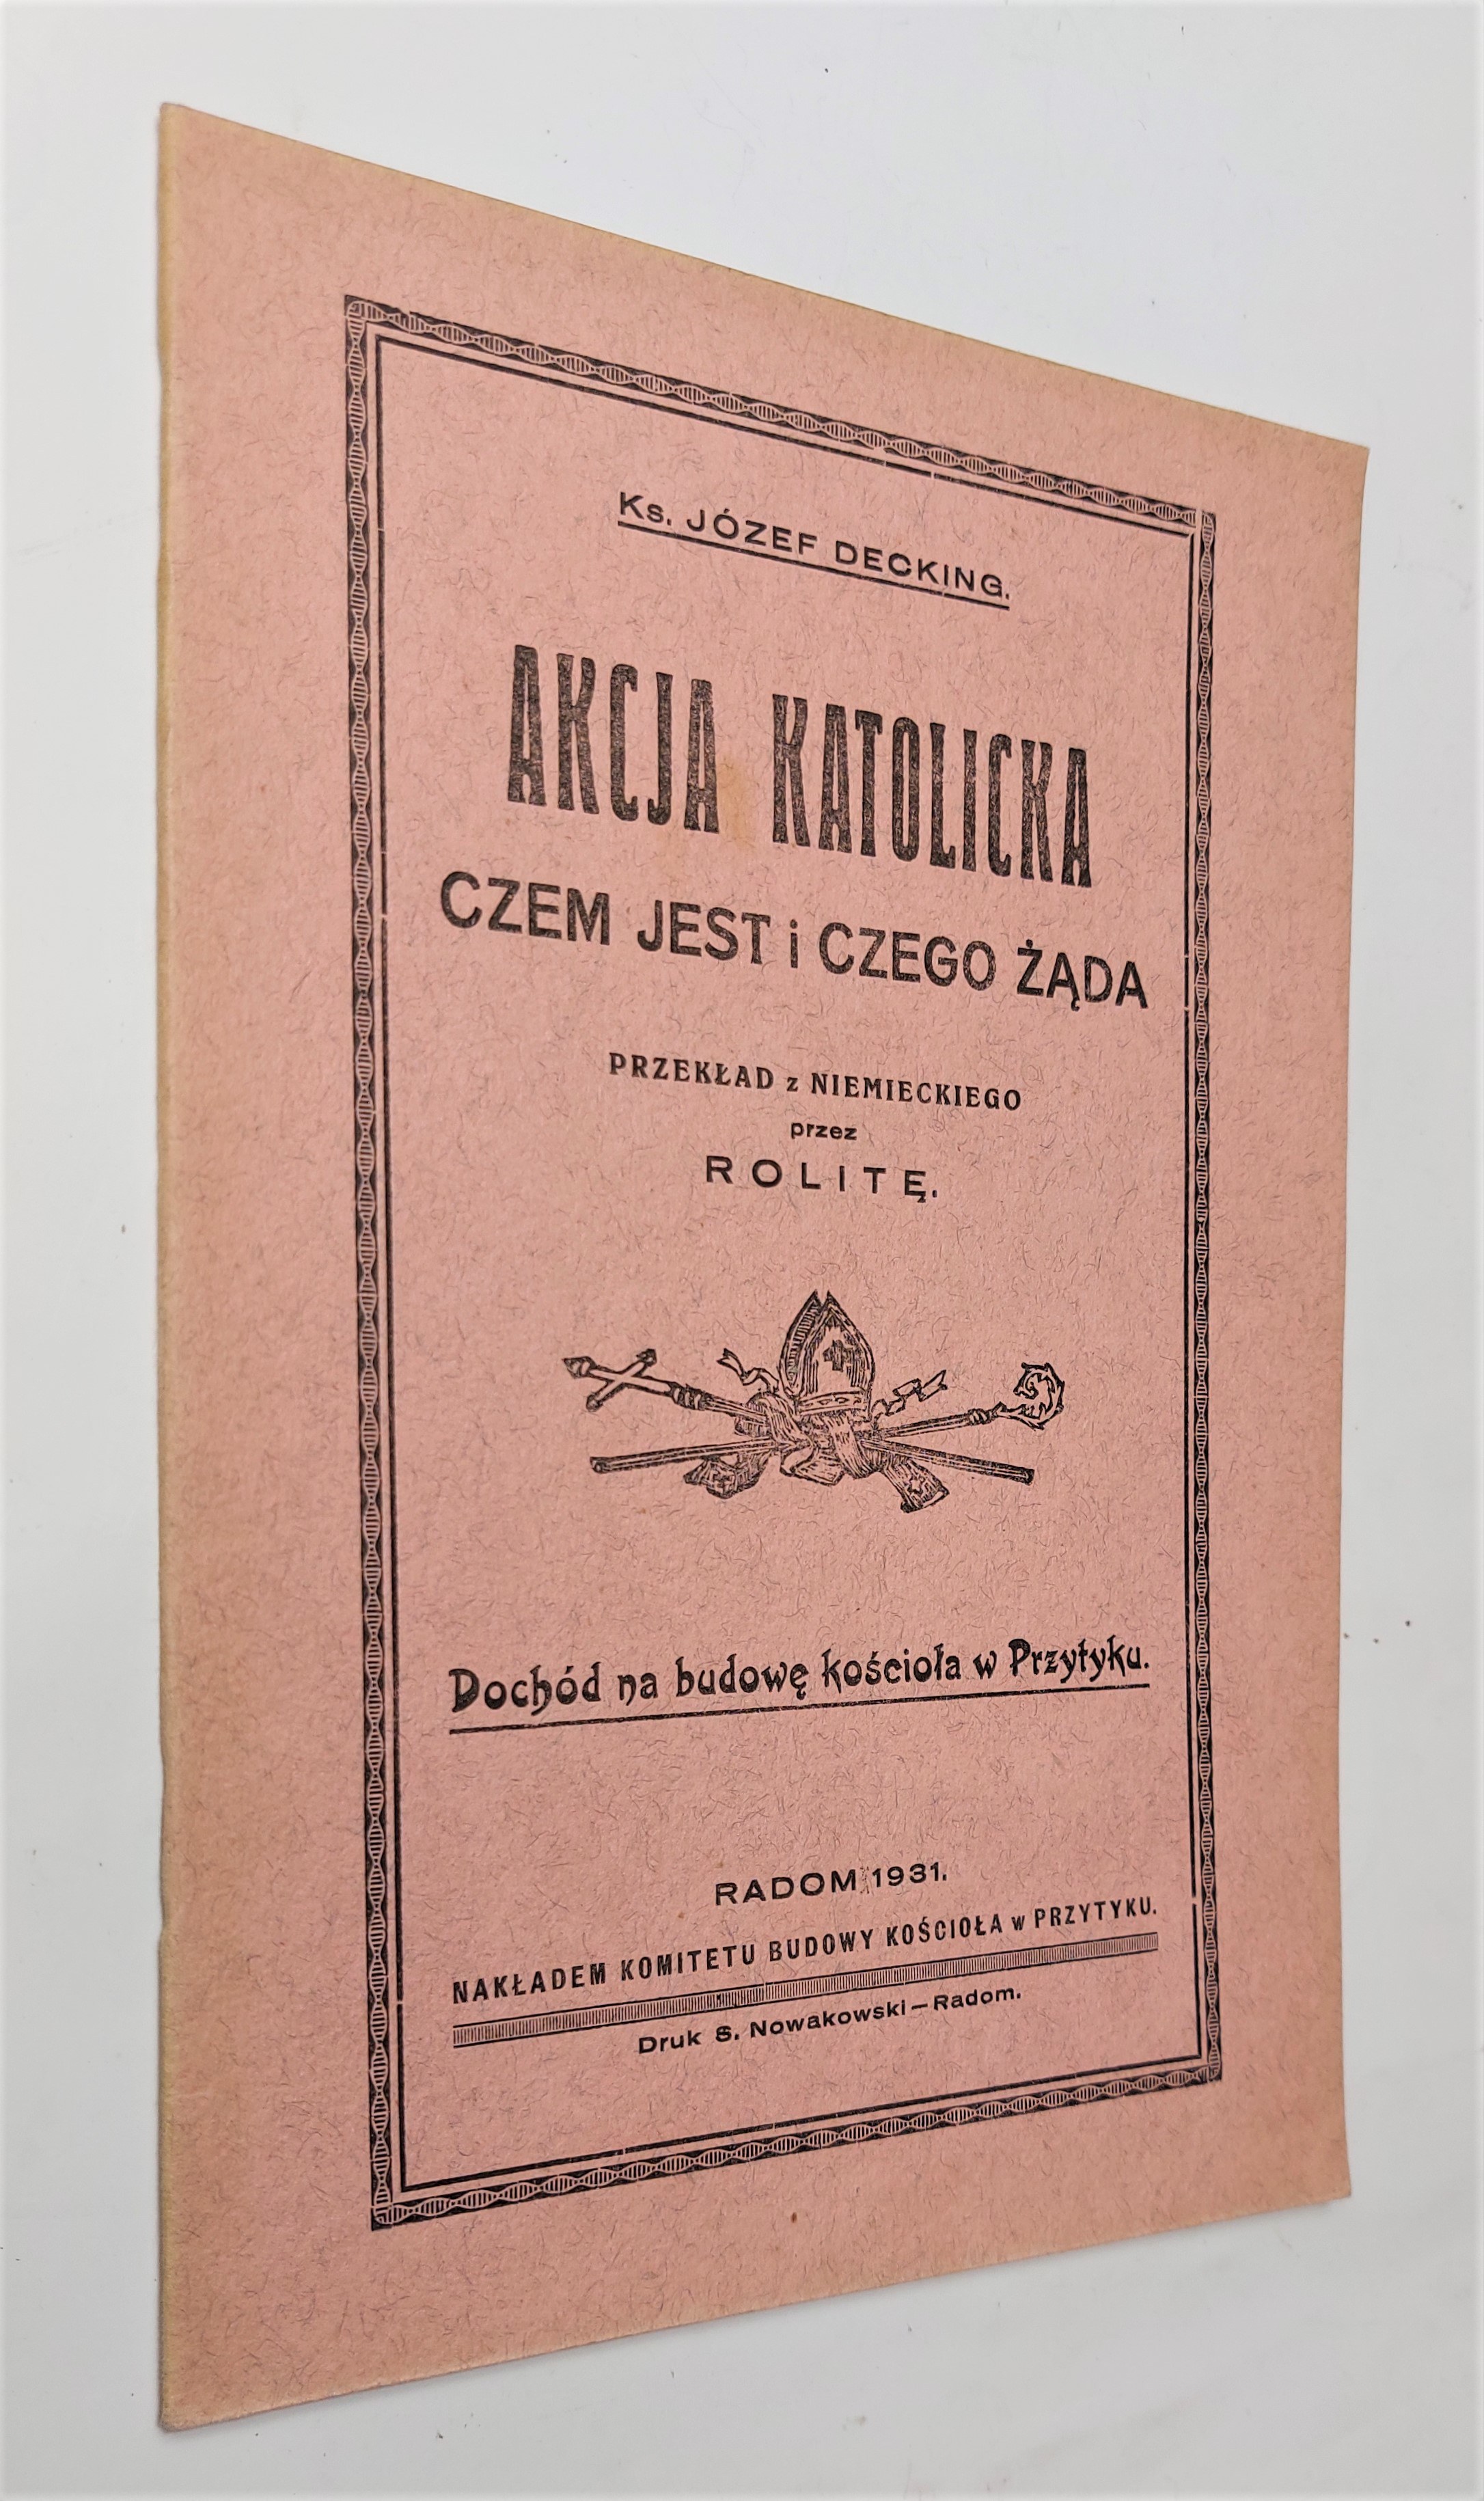 Ks. JÓZEF DECKING.
AKCJA KATOLICKA
CZEM JEST i CZEGO ŻĄDA
PRZEKŁAD z NIEMIECKIEGO
przez
ROLITĘ.
Dochód na budowę kościoła w Przytyku.
RADOM 1931.
NAKŁADEM KOMITETU BUDOWY KOŚCIOŁA w PRZYTYKU.
Druk S. Nowakowski—Radom.